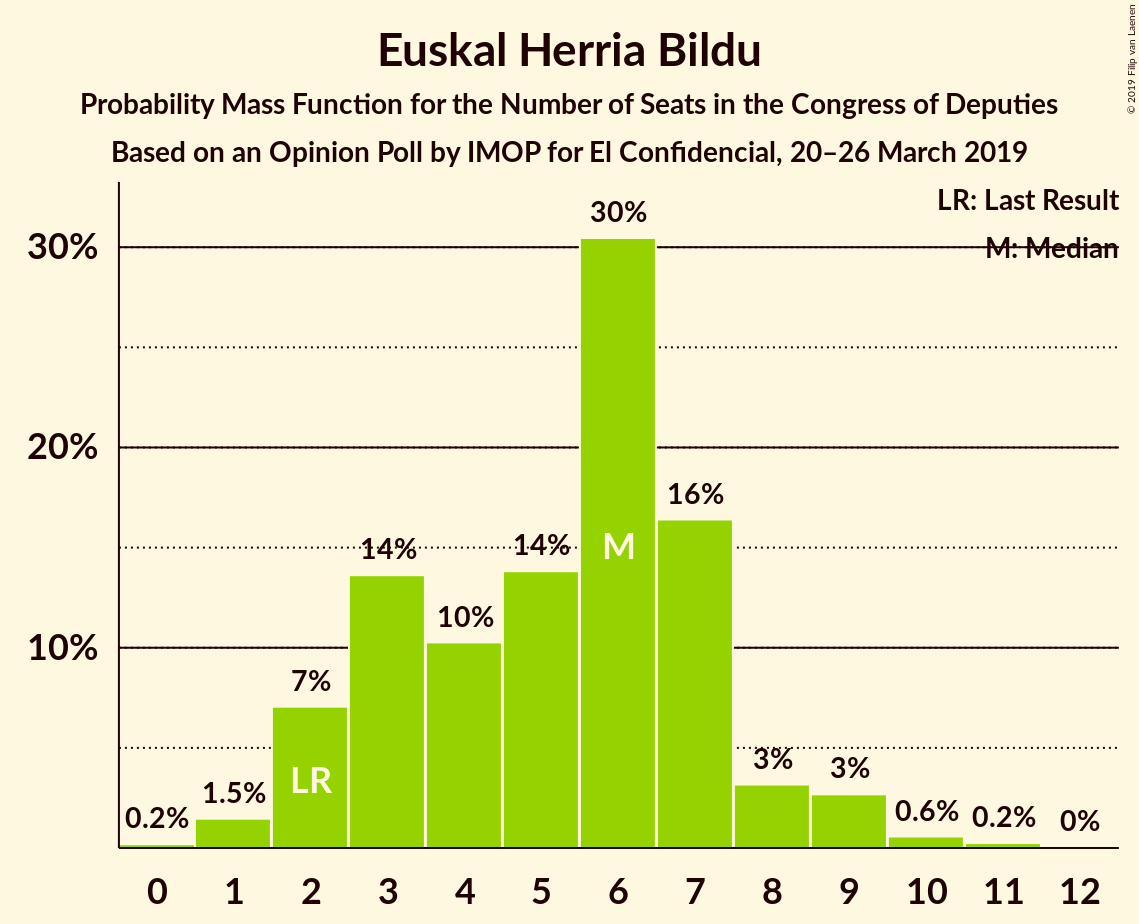 Euskal Herria Bildu
Probability Mass Function for the Number of Seats in the Congress of Deputies
Based on an Opinion Poll by IMOP for El Confidencial, 20–26 March 2019
© 2019 Filip van Laenen
LR: Last Result
M: Median
30%
20%
10%
0.2%
1.5%
7%
14%
10%
14%
30%
16%
3%
3%
0.6%
0.2%
0%
LR
M
0 1 2 3 4 5 6 7 8 9 10 11 12